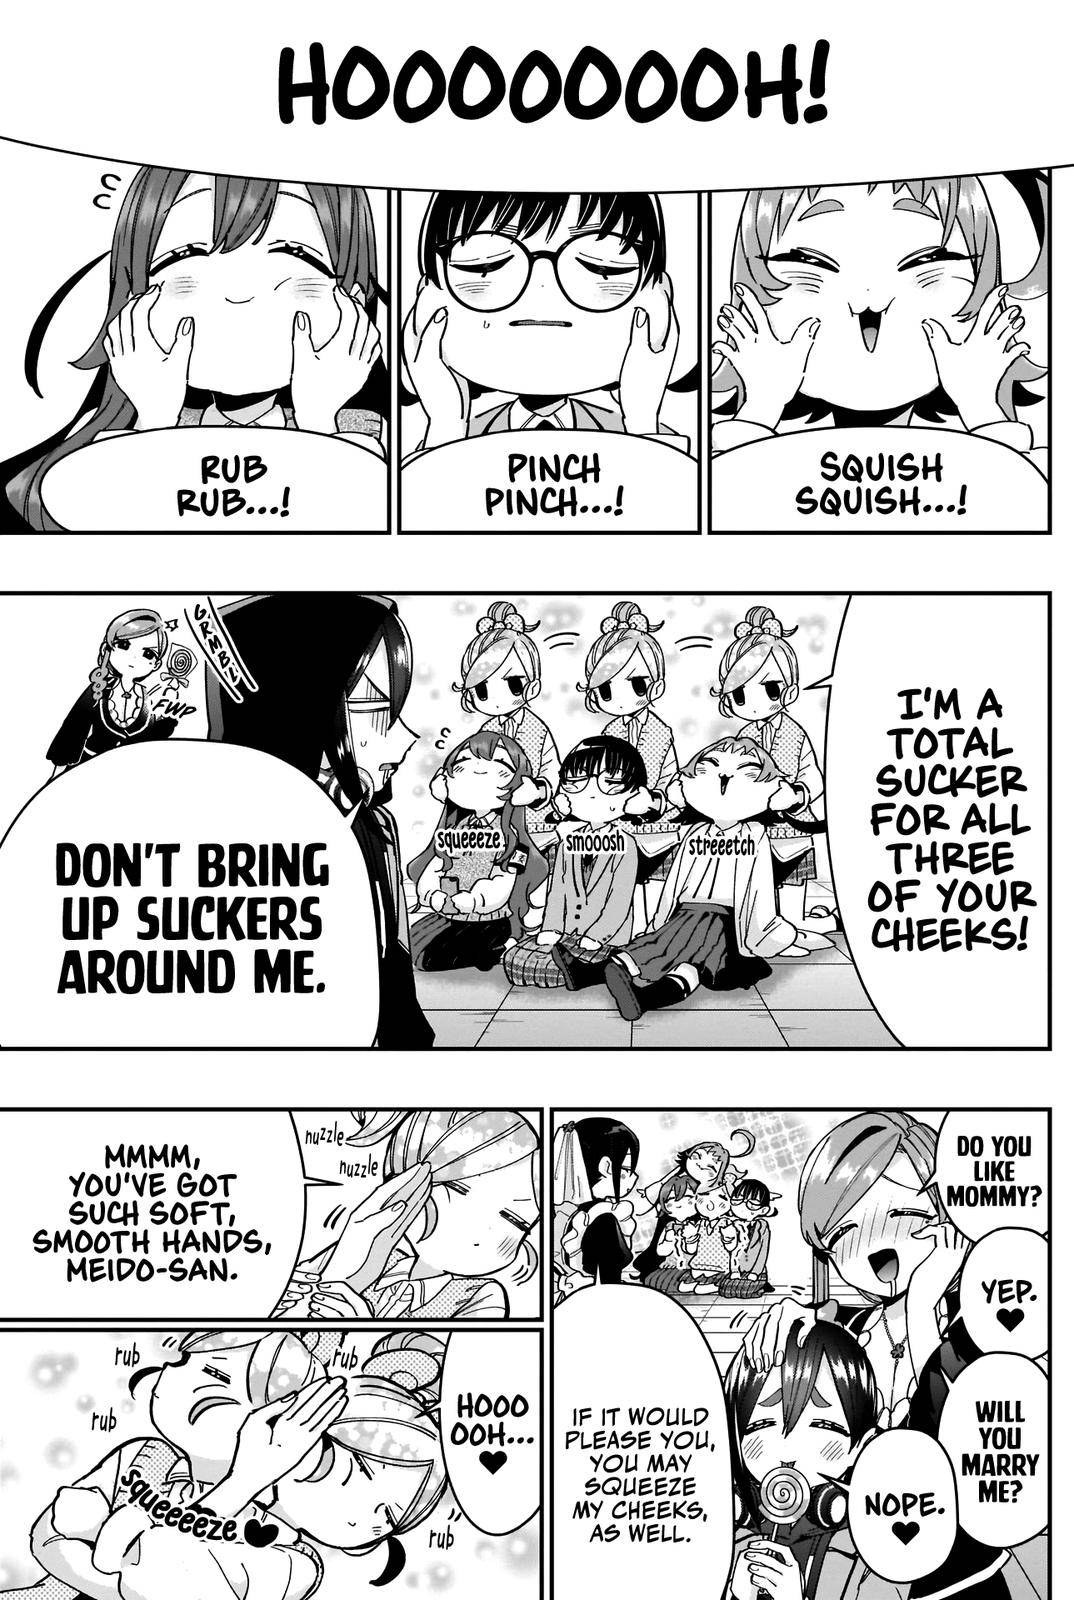 HOOOOOOOH!
RUB
RUB...!
PINCH
PINCH...!
SQUISH
SQUISH...!
GRMBL
FWP
DON'T BRING
UP SUCKERS
AROUND ME.
squeeeze
smooosh
streeetch
I'M A
TOTAL
SUCKER
FOR ALL
THREE
OF YOUR
CHEEKS!
MMMM,
YOU'VE GOT
SUCH SOFT,
SMOOTH HANDS,
MEIDO-SAN.
nuzzle
nuzzle
rub
rub
rub
rub
squeeeeze ♥
HOOO
OOH...
♥
IF IT WOULD
PLEASE YOU,
YOU MAY
SQUEEZE
MY CHEEKS,
AS WELL.
DO YOU
LIKE
MOMMY?
YEP.
♥
WILL
YOU
MARRY
ME?
NOPE.
♥